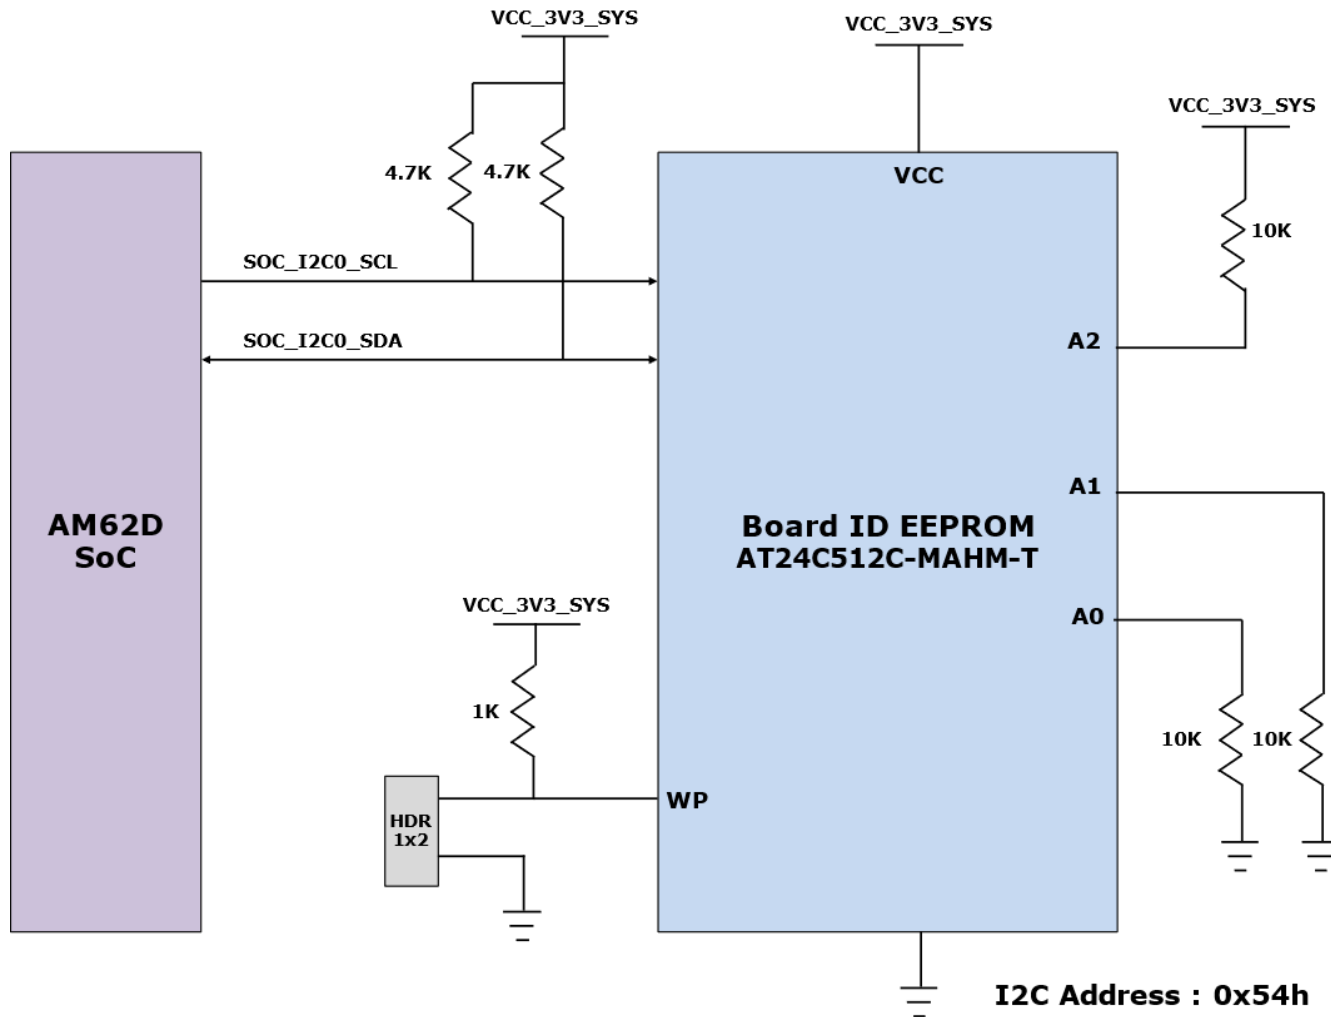 VCC_3V3_SYS
VCC_3V3_SYS
VCC_3V3_SYS
4.7K
4.7K
VCC
10K
SOC_I2C0_SCL
SOC_I2C0_SDA
A2
A1
AM62D
SoC
Board ID EEPROM
AT24C512C-MAHM-T
VCC_3V3_SYS
A0
1K
10K
10K
WP
HDR
1x2
I2C Address : 0x54h